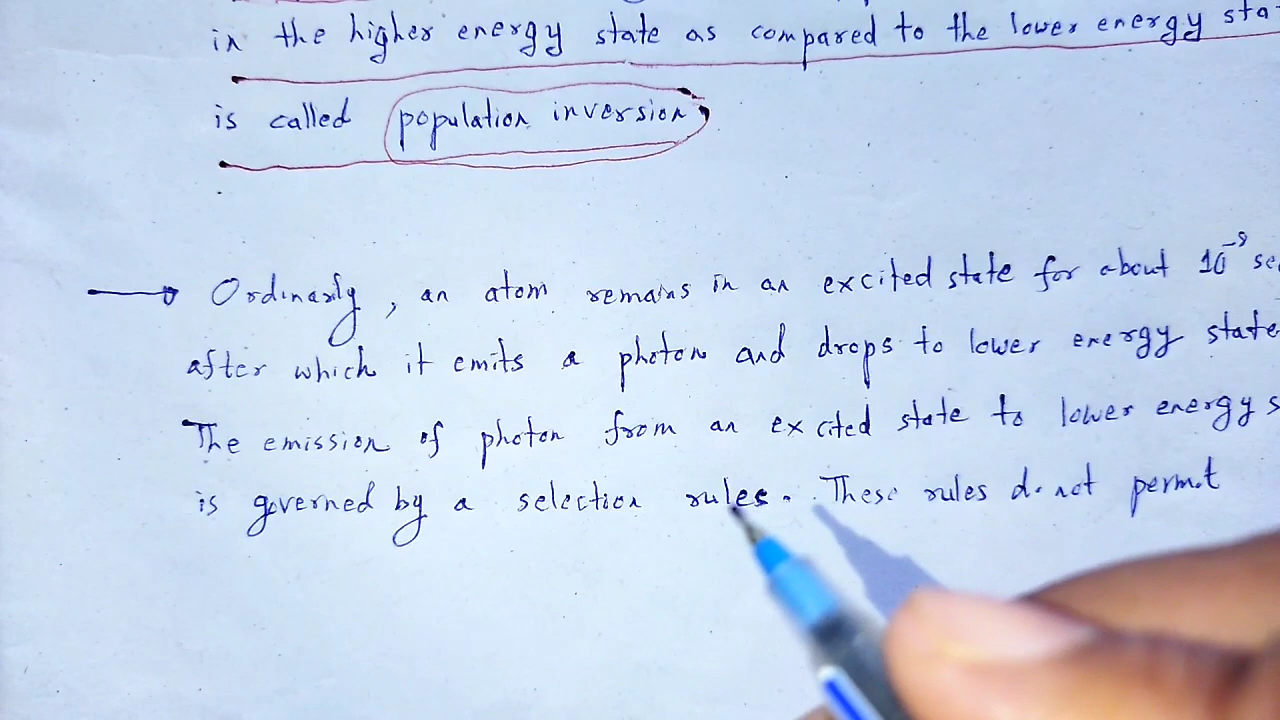 in the higher energy state as compared to the lower energy sta
is called population inversion
→ Ordinarily, an atom remains in an excited state for about 10⁻⁸ se
after which it emits a photon and drops to lower energy state
The emission of photon from an excited state to lower energy s
is governed by a selection rules. These rules do not permit